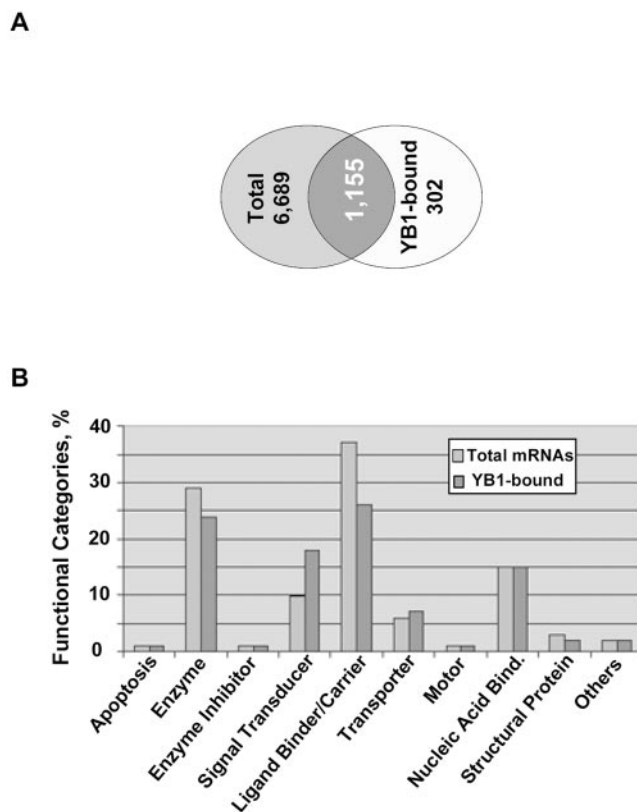 A
Total
6,689
1,155
YB1-bound
302
B
Functional Categories, %
40
30
20
10
0
Total mRNAs
YB1-bound
Apoptosis
Enzyme
Enzyme Inhibitor
Signal Transducer
Ligand Binder/Carrier
Transporter
Motor
Nucleic Acid Bind.
Structural Protein
Others